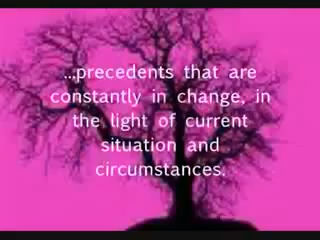 ...precedents that are
constantly in change, in
the light of current
situation and
circumstances.